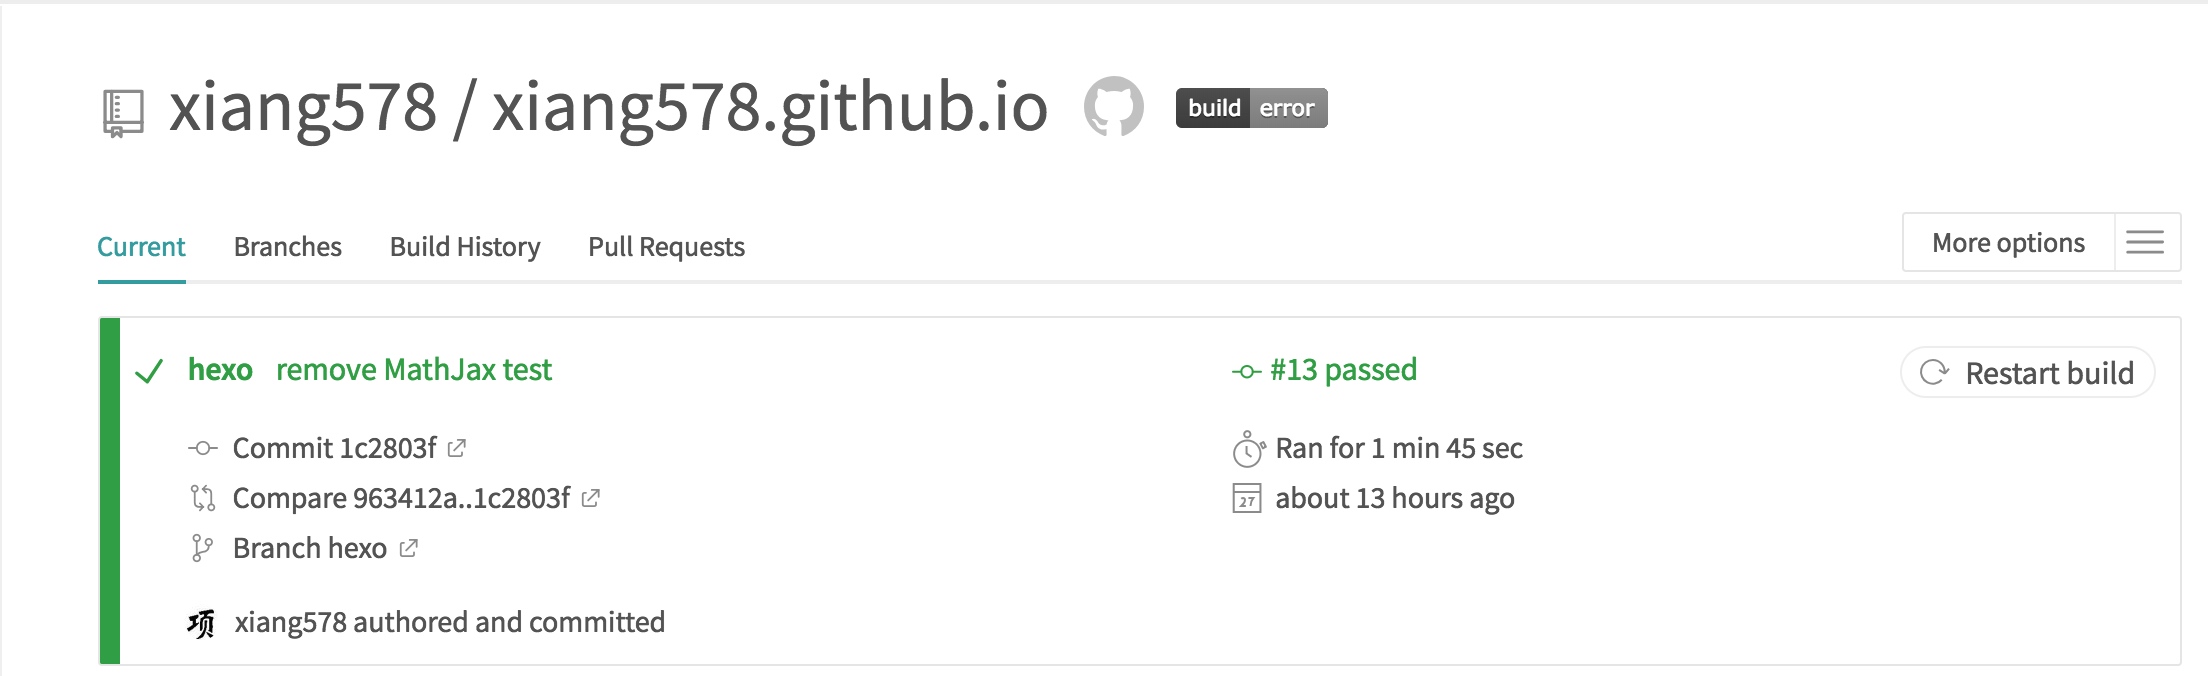 xiang578 / xiang578.github.io build error
Current Branches Build History Pull Requests More options
hexo remove MathJax test #13 passed Restart build
Commit 1c2803f Ran for 1 min 45 sec
Compare 963412a..1c2803f 27 about 13 hours ago
Branch hexo
项 xiang578 authored and committed